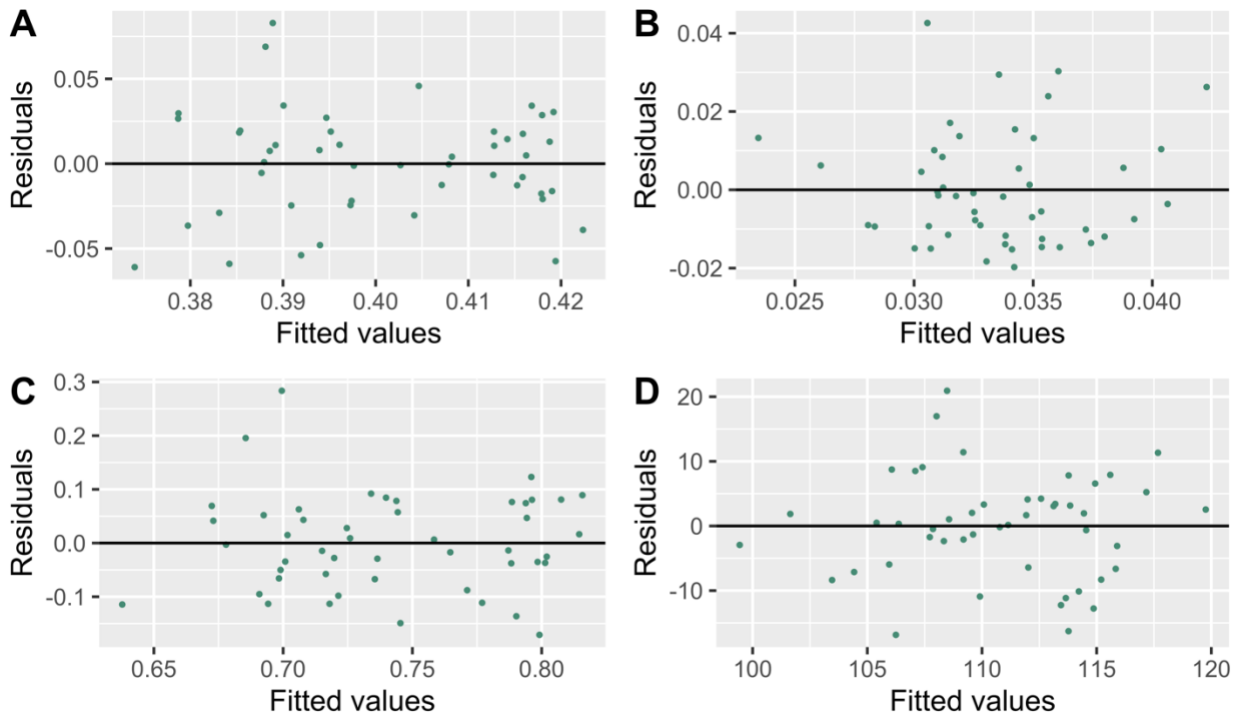 A
Residuals
0.05
0.00
-0.05
0.38 0.39 0.40 0.41 0.42
Fitted values
B
Residuals
0.04
0.02
0.00
-0.02
0.025 0.030 0.035 0.040
Fitted values
C
Residuals
0.3
0.2
0.1
0.0
-0.1
0.65 0.70 0.75 0.80
Fitted values
D
Residuals
20
10
0
-10
100 105 110 115 120
Fitted values